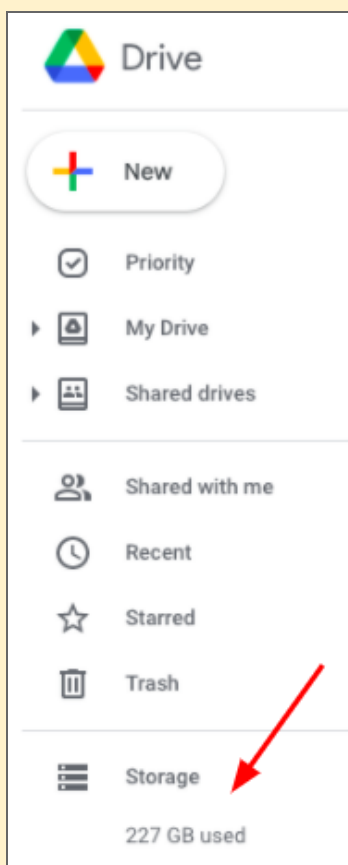 Drive
New
Priority
My Drive
Shared drives
Shared with me
Recent
Starred
Trash
Storage
227 GB used